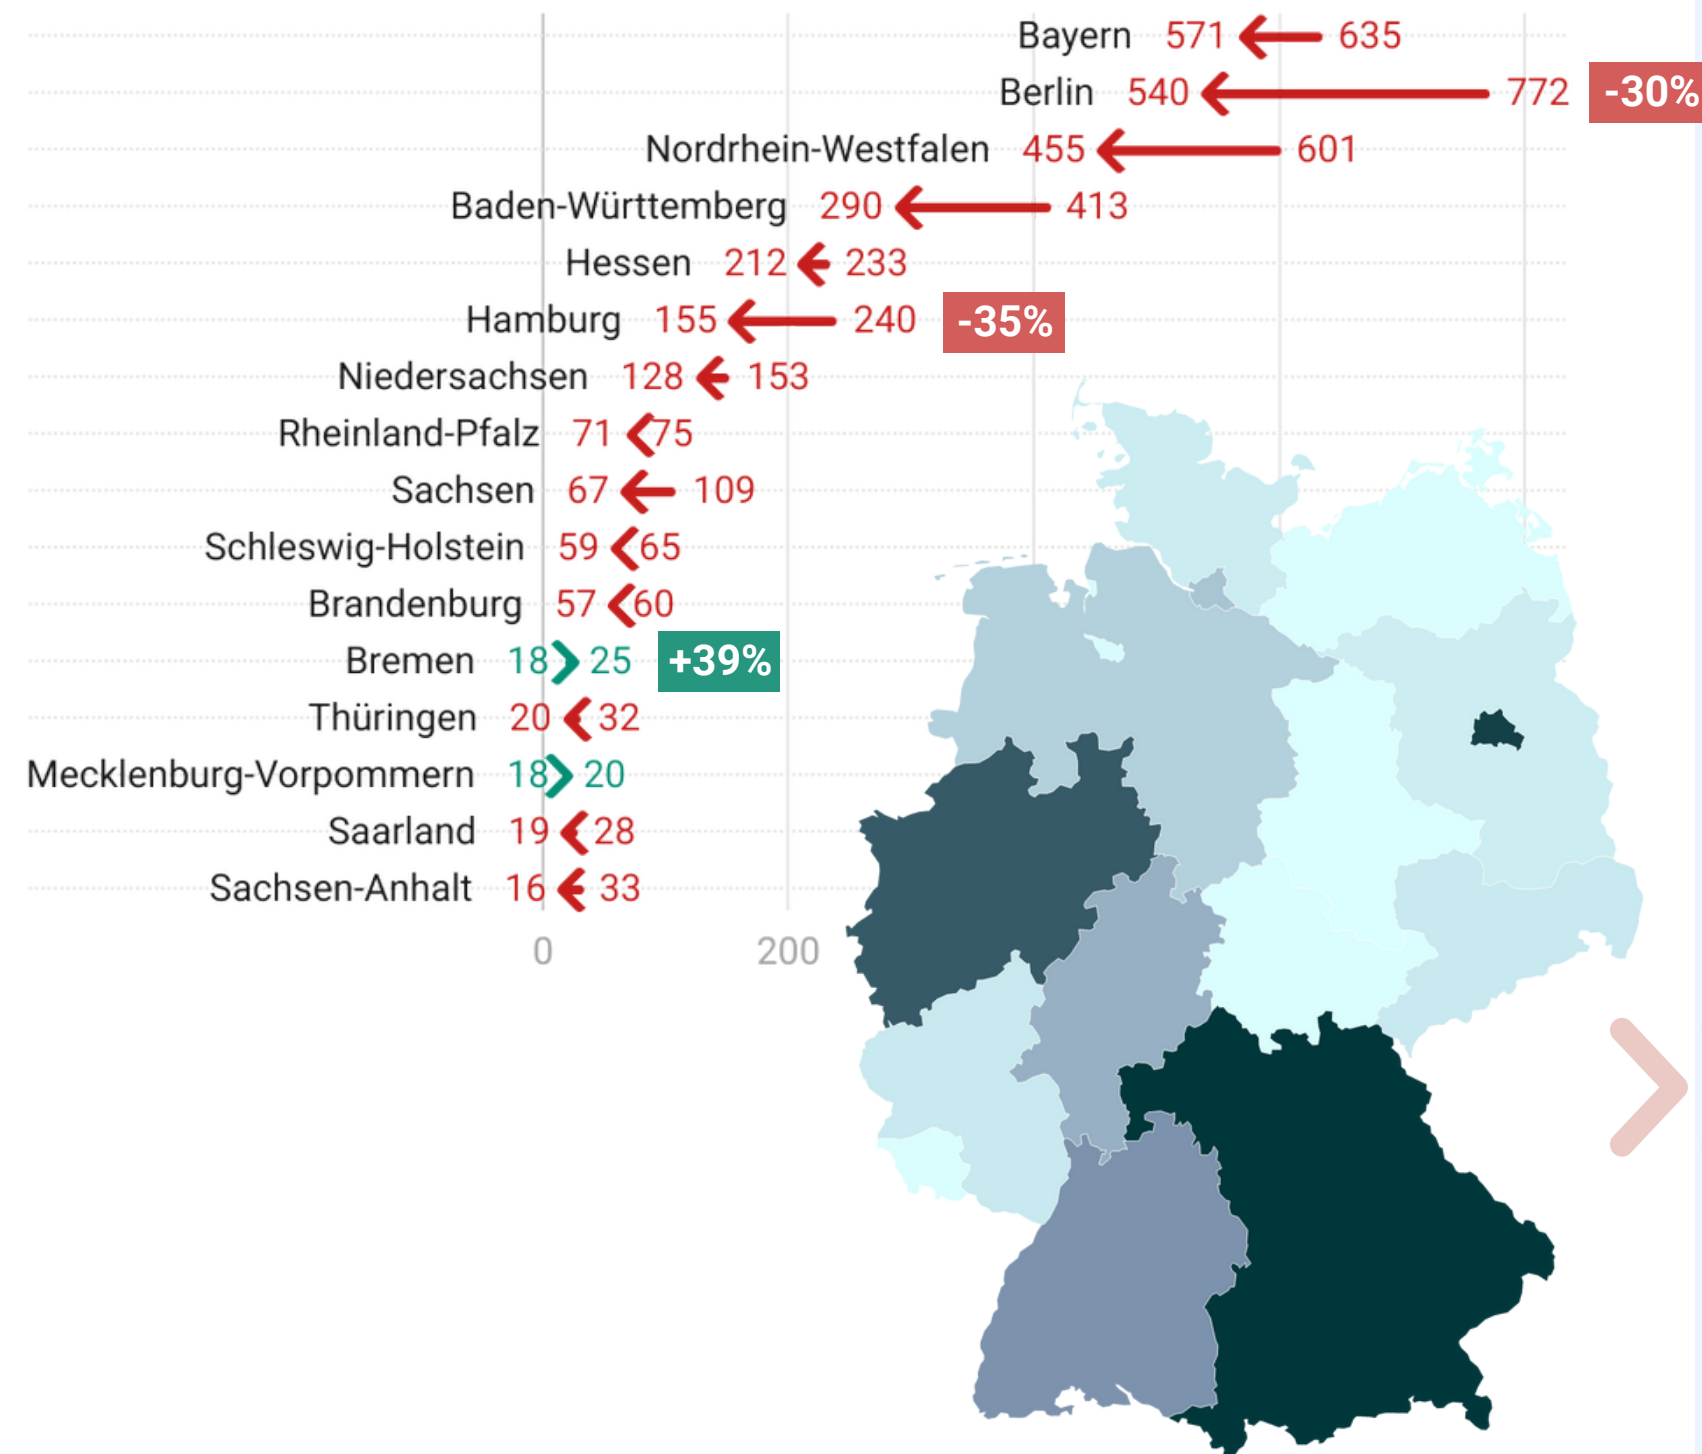 Bayern 571 635
Berlin 540 772 -30%
Nordrhein-Westfalen 455 601
Baden-Württemberg 290 413
Hessen 212 233
Hamburg 155 240 -35%
Niedersachsen 128 153
Rheinland-Pfalz 71 75
Sachsen 67 109
Schleswig-Holstein 59 65
Brandenburg 57 60
Bremen 18 25 +39%
Thüringen 20 32
Mecklenburg-Vorpommern 18 20
Saarland 19 28
Sachsen-Anhalt 16 33
0 200